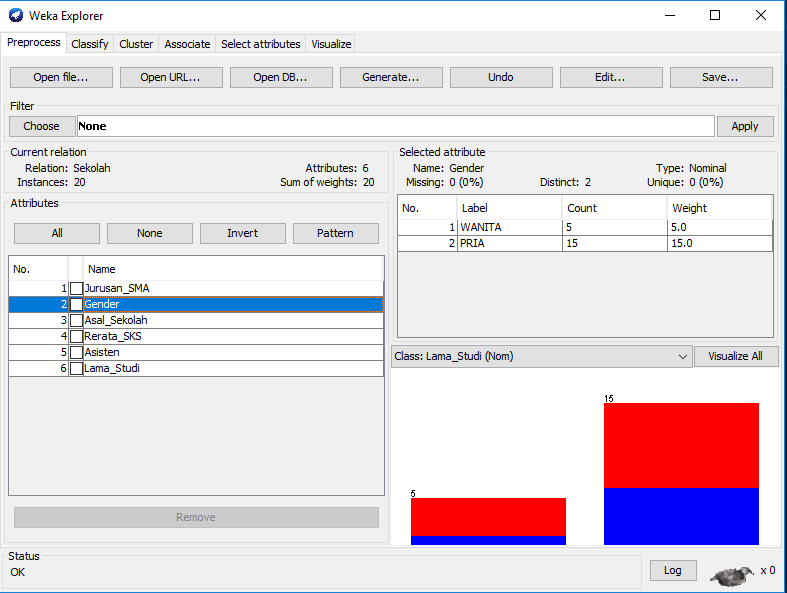 Weka Explorer
Preprocess Classify Cluster Associate Select attributes Visualize
Open file... Open URL... Open DB... Generate... Undo Edit... Save...
Filter
Choose None Apply
Current relation
Relation: Sekolah Attributes: 6
Instances: 20 Sum of weights: 20
Attributes
All None Invert Pattern
No. Name
1 Jurusan_SMA
2 Gender
3 Asal_Sekolah
4 Rerata_SKS
5 Asisten
6 Lama_Studi
Remove
Selected attribute
Name: Gender Type: Nominal
Missing: 0 (0%) Distinct: 2 Unique: 0 (0%)
No. Label Count Weight
1 WANITA 5 5.0
2 PRIA 15 15.0
Class: Lama_Studi (Nom) Visualize All
15
5
Status
OK
Log x 0